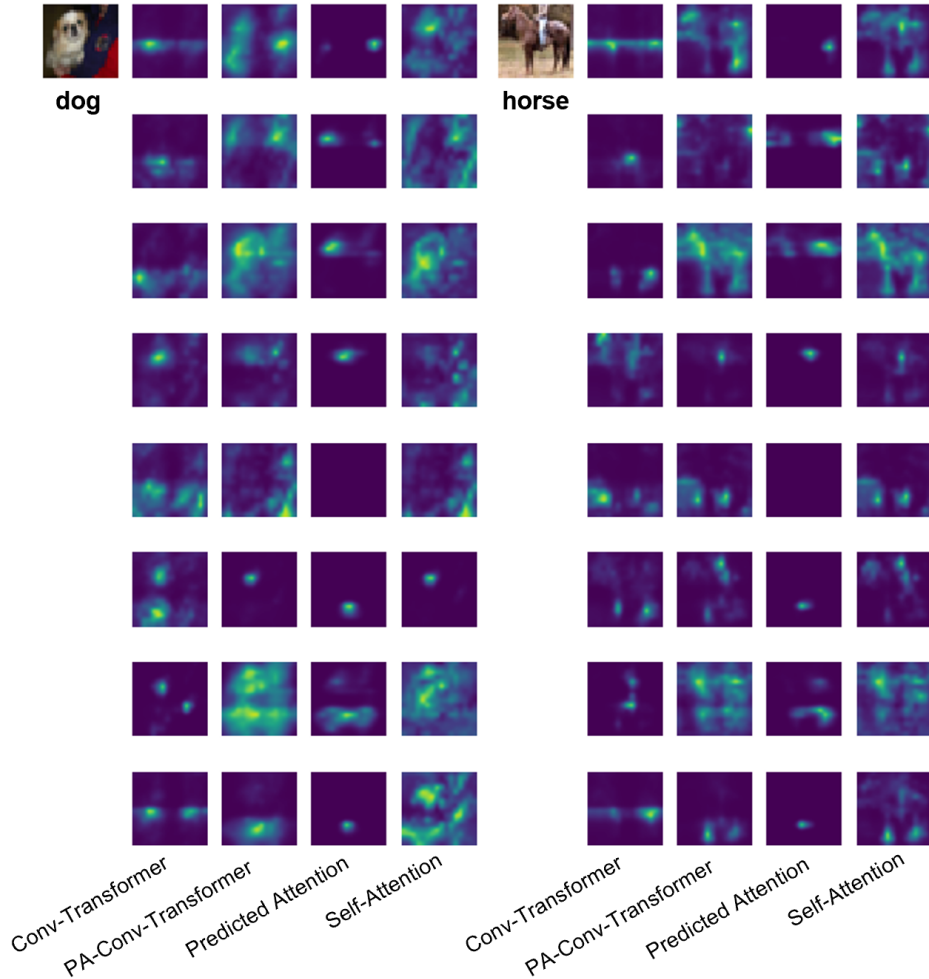 dog
horse
Conv-Transformer
PA-Conv-Transformer
Predicted Attention
Self-Attention
Conv-Transformer
PA-Conv-Transformer
Predicted Attention
Self-Attention